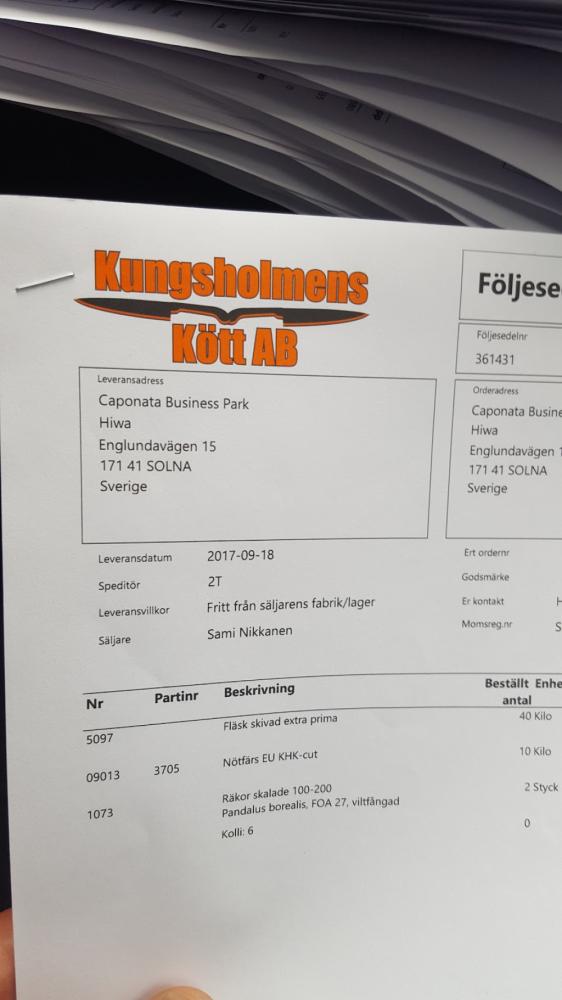 Kungsholmens
Kött AB
Följese
Följesedelnr
361431
Leveransadress
Caponata Business Park
Hiwa
Englundavägen 15
171 41 SOLNA
Sverige
Orderadress
Caponata Busine
Hiwa
Englundavägen 1
171 41 SOLNA
Sverige
Leveransdatum 2017-09-18
Speditör 2T
Leveransvillkor Fritt från säljarens fabrik/lager
Säljare Sami Nikkanen
Ert ordernr
Godsmärke
Er kontakt H
Momsreg.nr S
Nr Partinr Beskrivning Beställt Enhe
antal
5097 Fläsk skivad extra prima 40 Kilo
09013 3705 Nötfärs EU KHK-cut 10 Kilo
1073 Räkor skalade 100-200 2 Styck
Pandalus borealis, FOA 27, viltfångad
Kolli: 6 0